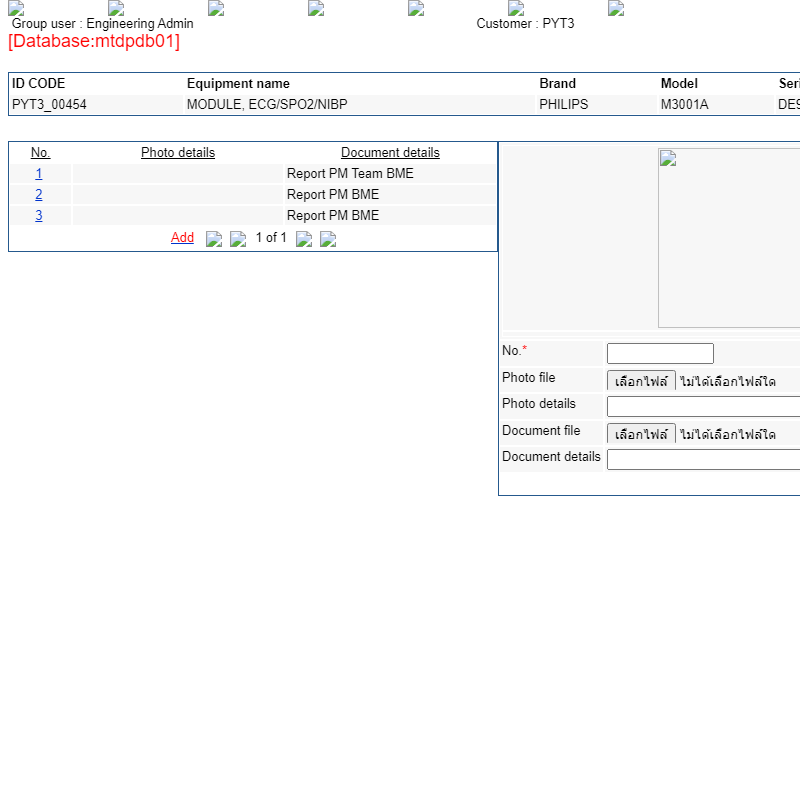 Group user : Engineering Admin Customer : PYT3
[Database:mtdpdb01]
ID CODE Equipment name Brand Model
PYT3_00454 MODULE, ECG/SPO2/NIBP PHILIPS M3001A
No. Photo details Document details
1 Report PM Team BME
2 Report PM BME
3 Report PM BME
Add 1 of 1
No.*
Photo file เลือกไฟล์ ไม่ได้เลือกไฟล์ใด
Photo details
Document file เลือกไฟล์ ไม่ได้เลือกไฟล์ใด
Document details